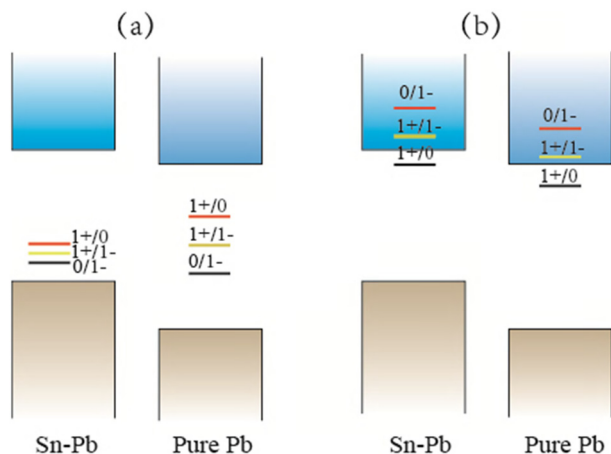 (a)
1+/0
1+/1-
0/1-
1+/0
1+/1-
0/1-
Sn-Pb
Pure Pb
(b)
0/1-
1+/1-
1+/0
0/1-
1+/1-
1+/0
Sn-Pb
Pure Pb